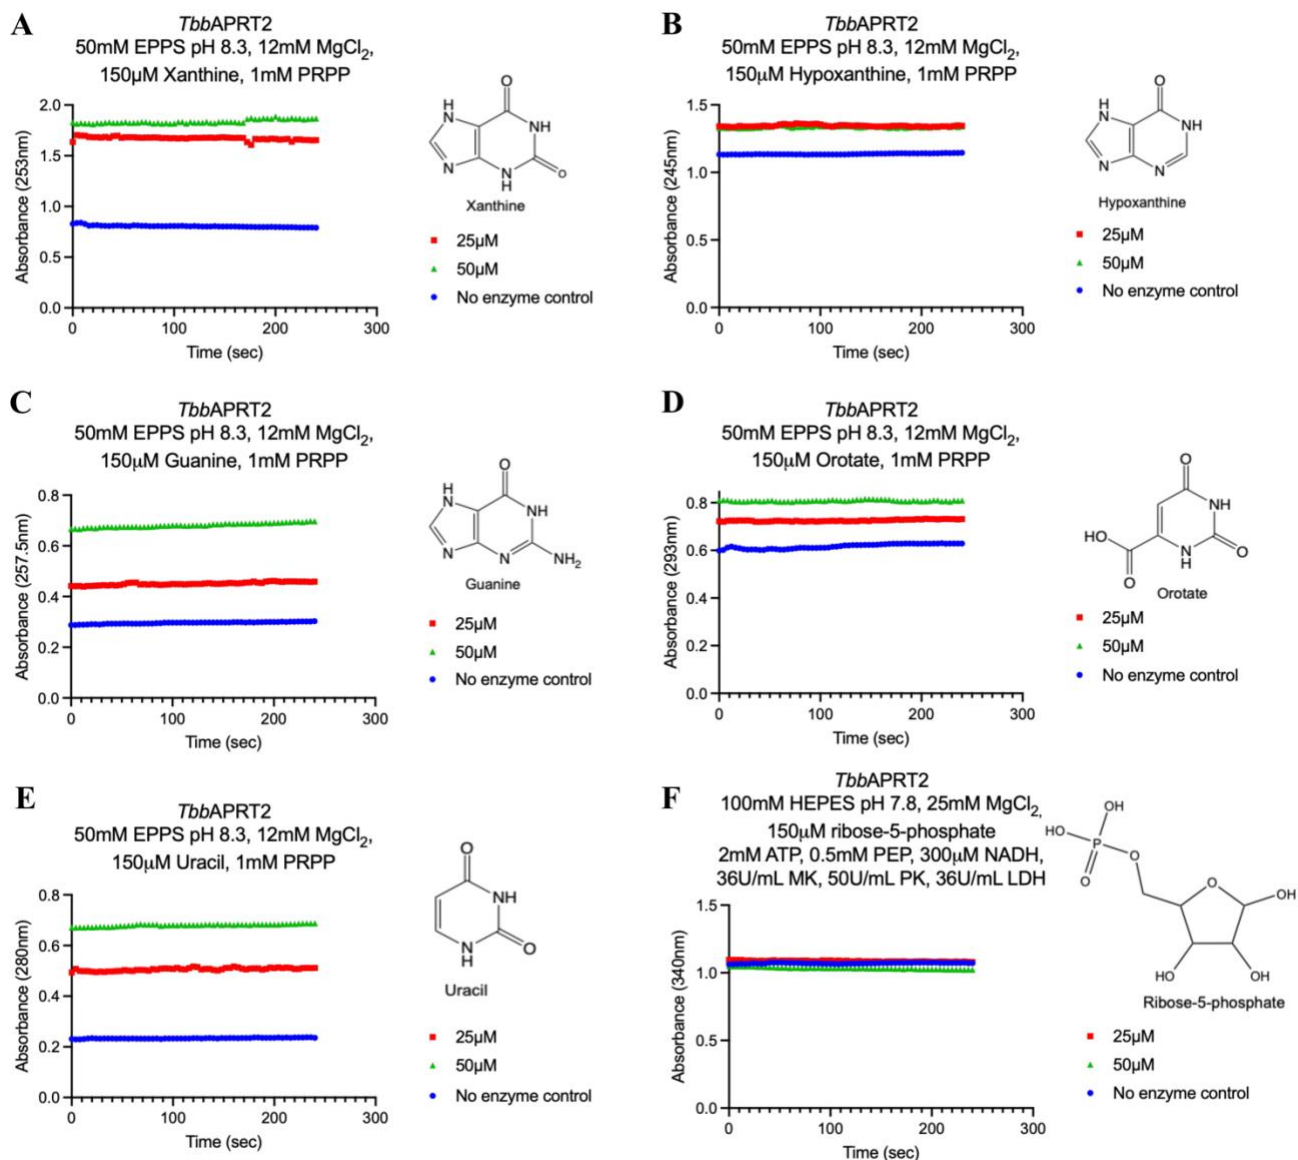 A
TbbAPRT2
50mM EPPS pH 8.3, 12mM MgCl₂,
150µM Xanthine, 1mM PRPP
Absorbance (253nm)
2.0
1.5
1.0
0.5
0.0
0
100
200
300
Time (sec)
O
H
N
NH
N
N
H
O
Xanthine
25µM
50µM
No enzyme control
B
TbbAPRT2
50mM EPPS pH 8.3, 12mM MgCl₂,
150µM Hypoxanthine, 1mM PRPP
Absorbance (245nm)
1.5
1.0
0.5
0.0
0
100
200
300
Time (sec)
O
H
N
NH
N
N
Hypoxanthine
25µM
50µM
No enzyme control
C
TbbAPRT2
50mM EPPS pH 8.3, 12mM MgCl₂,
150µM Guanine, 1mM PRPP
Absorbance (257.5nm)
0.8
0.6
0.4
0.2
0.0
0
100
200
300
Time (sec)
O
H
N
NH
N
N
NH₂
Guanine
25µM
50µM
No enzyme control
D
TbbAPRT2
50mM EPPS pH 8.3, 12mM MgCl₂,
150µM Orotate, 1mM PRPP
Absorbance (293nm)
0.8
0.6
0.4
0.2
0.0
0
100
200
300
Time (sec)
O
NH
HO
N
H
O
O
Orotate
25µM
50µM
No enzyme control
E
TbbAPRT2
50mM EPPS pH 8.3, 12mM MgCl₂,
150µM Uracil, 1mM PRPP
Absorbance (280nm)
0.8
0.6
0.4
0.2
0.0
0
100
200
300
Time (sec)
O
NH
N
H
O
Uracil
25µM
50µM
No enzyme control
F
TbbAPRT2
100mM HEPES pH 7.8, 25mM MgCl₂,
150µM ribose-5-phosphate
2mM ATP, 0.5mM PEP, 300µM NADH,
36U/mL MK, 50U/mL PK, 36U/mL LDH
Absorbance (340nm)
1.5
1.0
0.5
0.0
0
100
200
300
Time (sec)
OH
HO
P
O
O
O
OH
HO
OH
Ribose-5-phosphate
25µM
50µM
No enzyme control